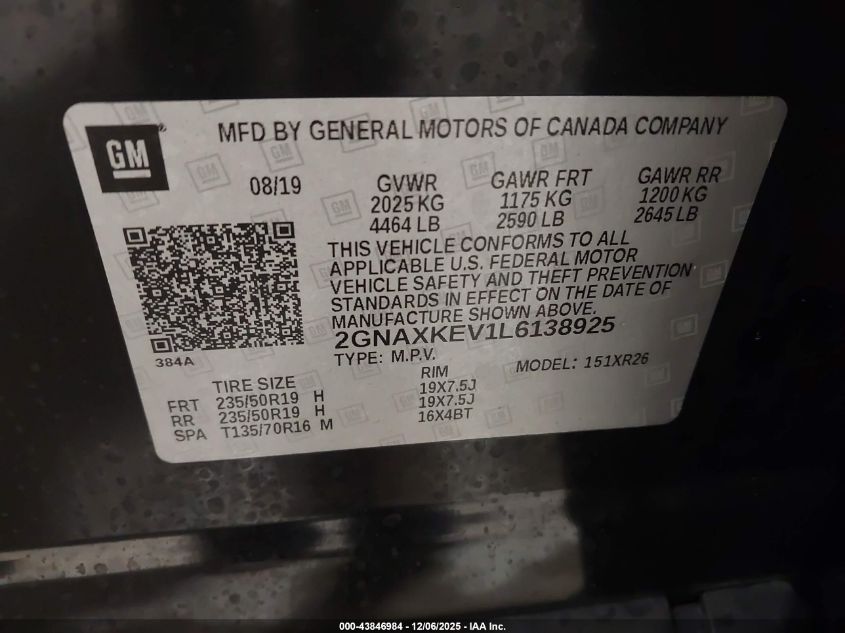 GM
MFD BY GENERAL MOTORS OF CANADA COMPANY
08/19 GVWR GAWR FRT GAWR RR
2025 KG 1175 KG 1200 KG
4464 LB 2590 LB 2645 LB
THIS VEHICLE CONFORMS TO ALL
APPLICABLE U.S. FEDERAL MOTOR
VEHICLE SAFETY AND THEFT PREVENTION
STANDARDS IN EFFECT ON THE DATE OF
MANUFACTURE SHOWN ABOVE.
2GNAXKEV1L6138925
384A
TYPE: M.P.V. MODEL: 151XR26
TIRE SIZE RIM
FRT 235/50R19 H 19X7.5J
RR 235/50R19 H 19X7.5J
SPA T135/70R16 M 16X4BT
000-43846984 - 12/06/2025 - IAA Inc.